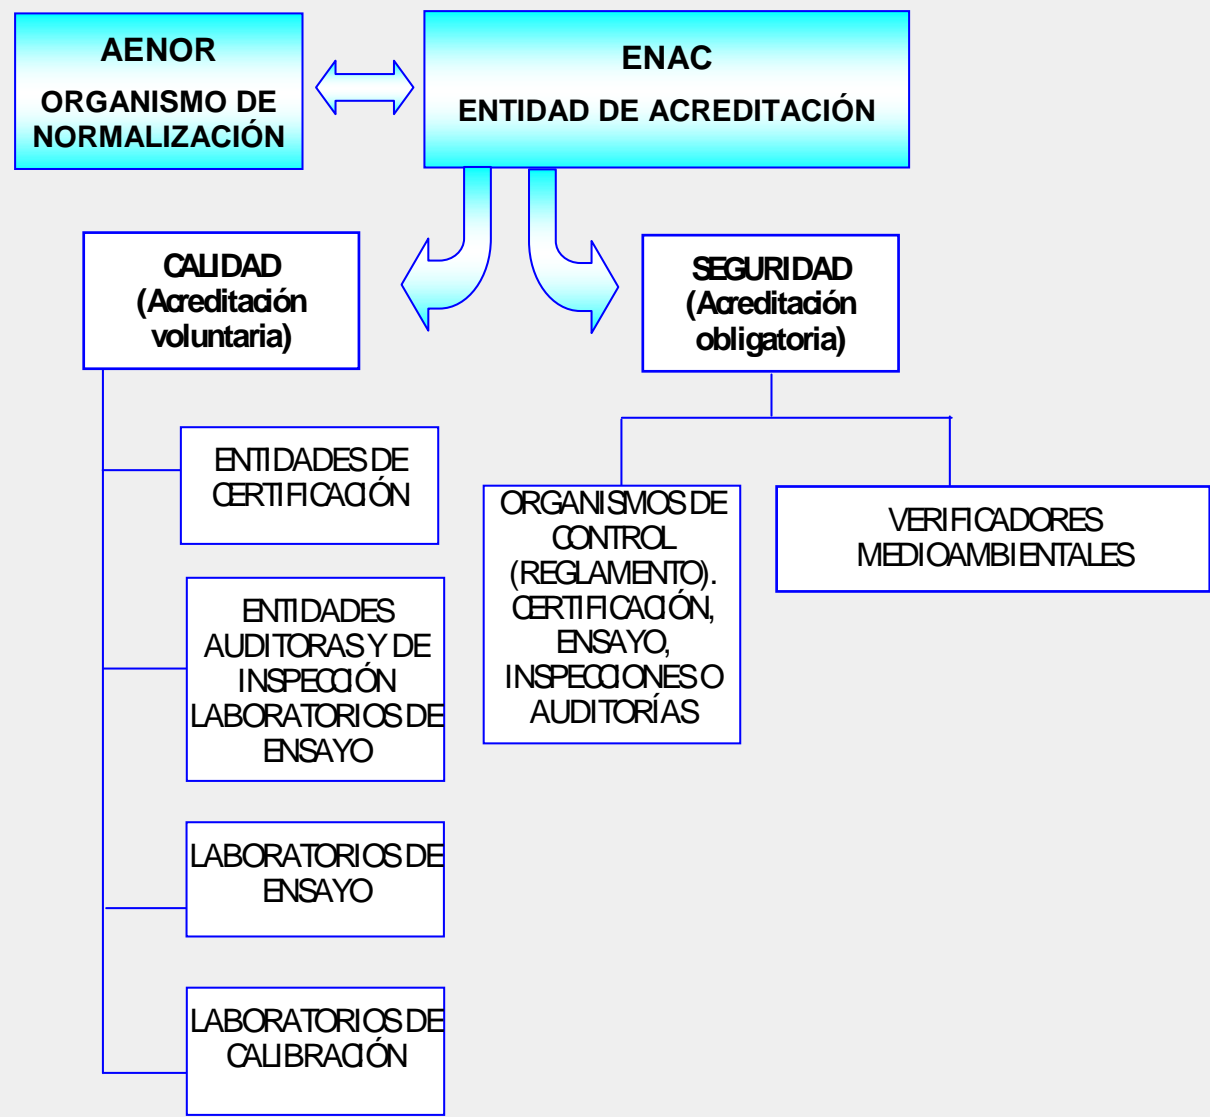 AENOR
ORGANISMO DE
NORMALIZACIÓN
ENAC
ENTIDAD DE ACREDITACIÓN
CALIDAD
(Acreditación
voluntaria)
SEGURIDAD
(Acreditación
obligatoria)
ENTIDADES DE
CERTIFICACIÓN
ENTIDADES
AUDITORAS Y DE
INSPECCIÓN
LABORATORIOS DE
ENSAYO
LABORATORIOS DE
ENSAYO
LABORATORIOS DE
CALIBRACIÓN
ORGANISMOS DE
CONTROL
(REGLAMENTO).
CERTIFICACIÓN,
ENSAYO,
INSPECCIONES O
AUDITORÍAS
VERIFICADORES
MEDIOAMBIENTALES